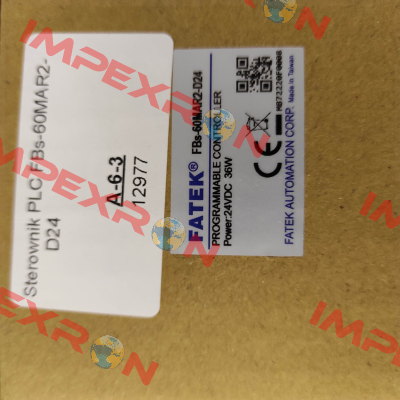 Sterownik PLC FBs-60MAR2-
D24
A-6-3
12977
FATEK® FBs-60MAR2-D24
PROGRAMMABLE CONTROLLER
Power:24VDC 36W
FATEK AUTOMATION CORP.
Made in Taiwan
CE
IMPEXRON
IMPEXRON
IMPEXRON
IMPEXRON